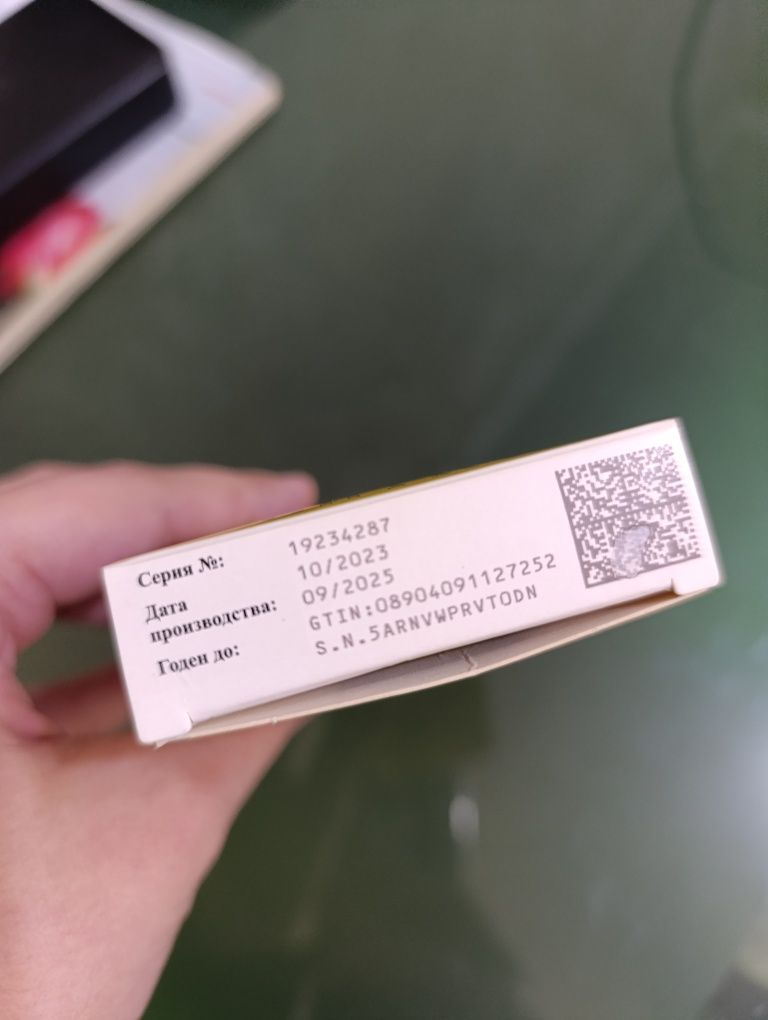 Серия №: 19234287
Дата производства: 10/2023
Годен до: 09/2025
GTIN:08904091127252
S.N.5ARNVWPRVTODN